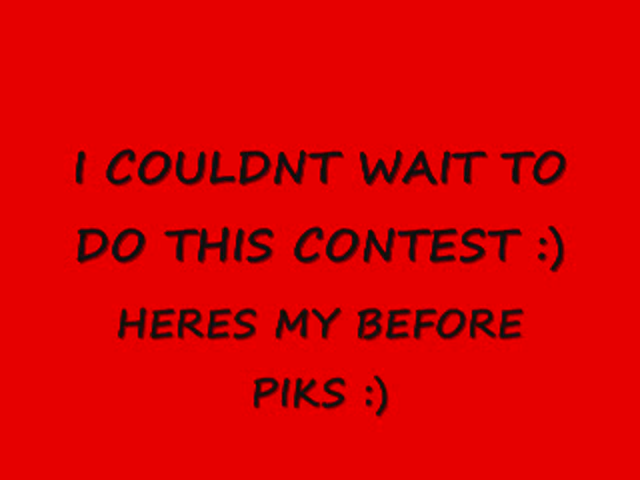 I COULDNT WAIT TO
DO THIS CONTEST :)
HERES MY BEFORE
PIKS :)